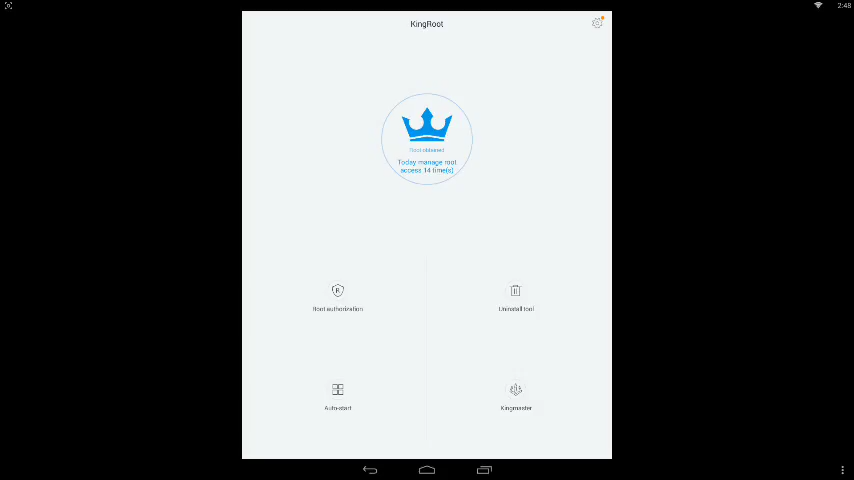 2:48
KingRoot
Root obtained
Today manage root
access 14 time(s)
Root authorization
Uninstall tool
Auto-start
Kingmaster